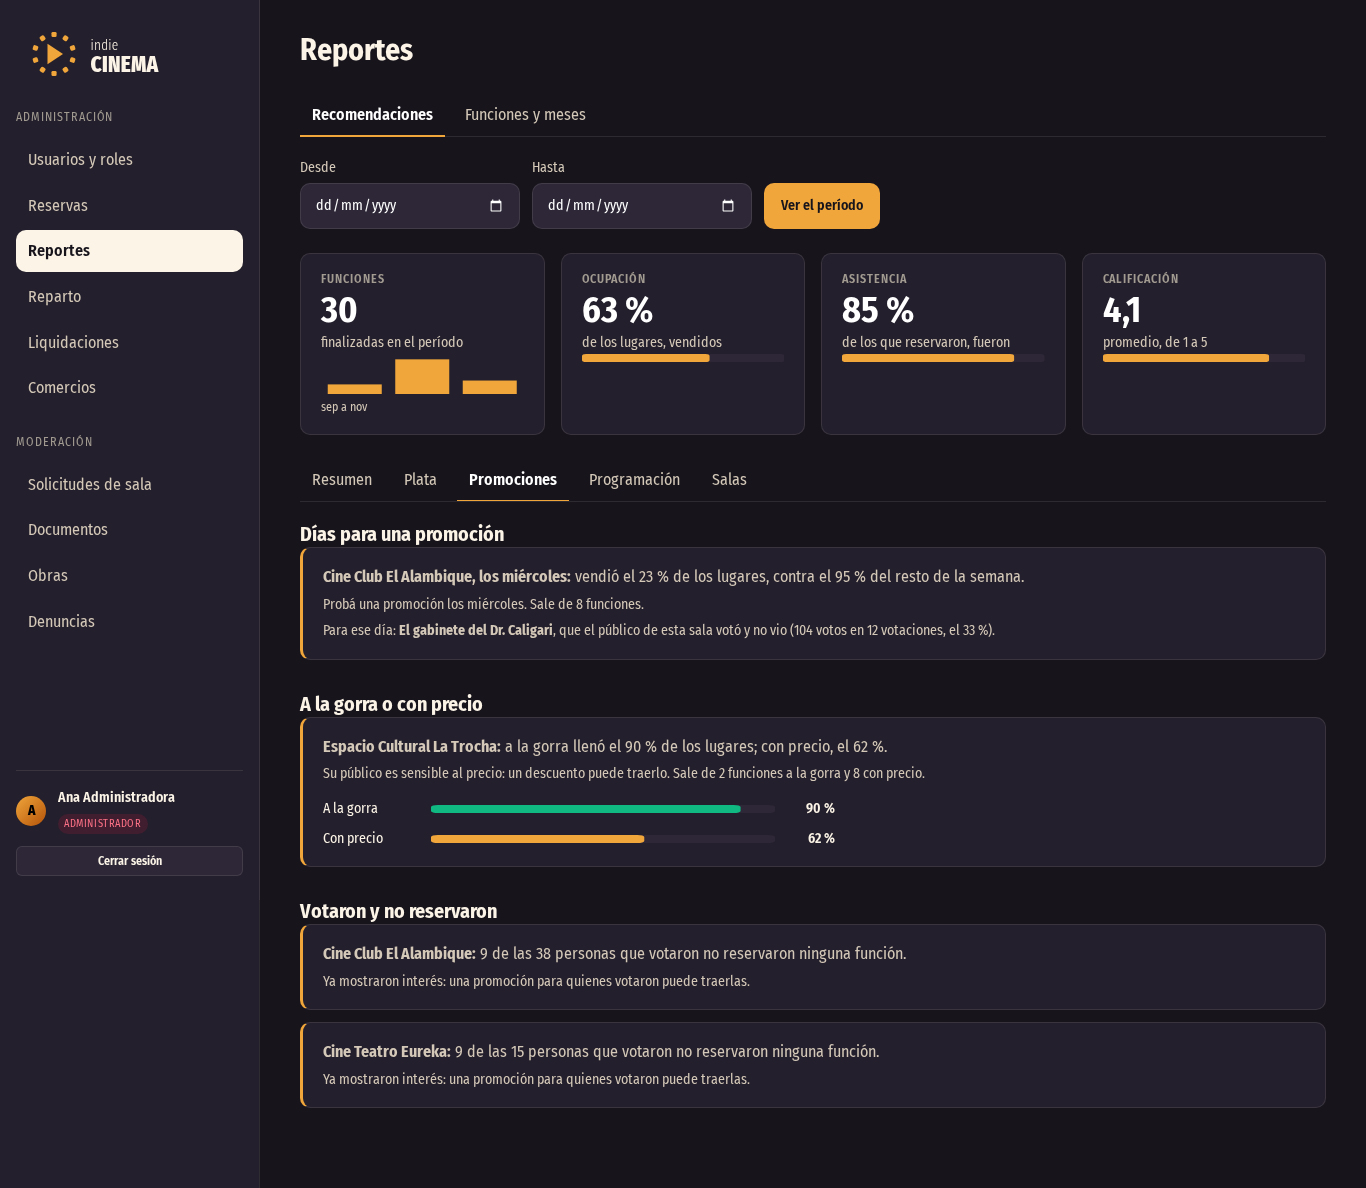 indie
CINEMA
ADMINISTRACIÓN
Usuarios y roles
Reservas
Reportes
Reparto
Liquidaciones
Comercios
MODERACIÓN
Solicitudes de sala
Documentos
Obras
Denuncias
A
Ana Administradora
ADMINISTRADOR
Cerrar sesión
Reportes
Recomendaciones Funciones y meses
Desde Hasta
dd/mm/yyyy dd/mm/yyyy Ver el período
FUNCIONES
30
finalizadas en el período
sep a nov
OCUPACIÓN
63 %
de los lugares, vendidos
ASISTENCIA
85 %
de los que reservaron, fueron
CALIFICACIÓN
4,1
promedio, de 1 a 5
Resumen Plata Promociones Programación Salas
Días para una promoción
Cine Club El Alambique, los miércoles: vendió el 23 % de los lugares, contra el 95 % del resto de la semana.
Probá una promoción los miércoles. Sale de 8 funciones.
Para ese día: El gabinete del Dr. Caligari, que el público de esta sala votó y no vio (104 votos en 12 votaciones, el 33 %).
A la gorra o con precio
Espacio Cultural La Trocha: a la gorra llenó el 90 % de los lugares; con precio, el 62 %.
Su público es sensible al precio: un descuento puede traerlo. Sale de 2 funciones a la gorra y 8 con precio.
A la gorra 90 %
Con precio 62 %
Votaron y no reservaron
Cine Club El Alambique: 9 de las 38 personas que votaron no reservaron ninguna función.
Ya mostraron interés: una promoción para quienes votaron puede traerlas.
Cine Teatro Eureka: 9 de las 15 personas que votaron no reservaron ninguna función.
Ya mostraron interés: una promoción para quienes votaron puede traerlas.